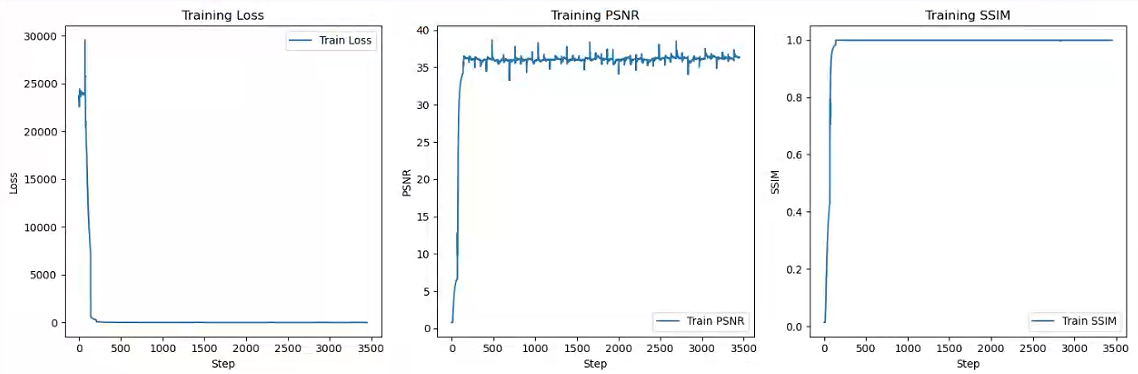 Training Loss
30000
25000
20000
15000
10000
5000
0
Loss
Train Loss
0 500 1000 1500 2000 2500 3000 3500
Step
Training PSNR
40
35
30
25
20
15
10
5
0
PSNR
Train PSNR
0 500 1000 1500 2000 2500 3000 3500
Step
Training SSIM
1.0
0.8
0.6
0.4
0.2
0.0
SSIM
Train SSIM
0 500 1000 1500 2000 2500 3000 3500
Step